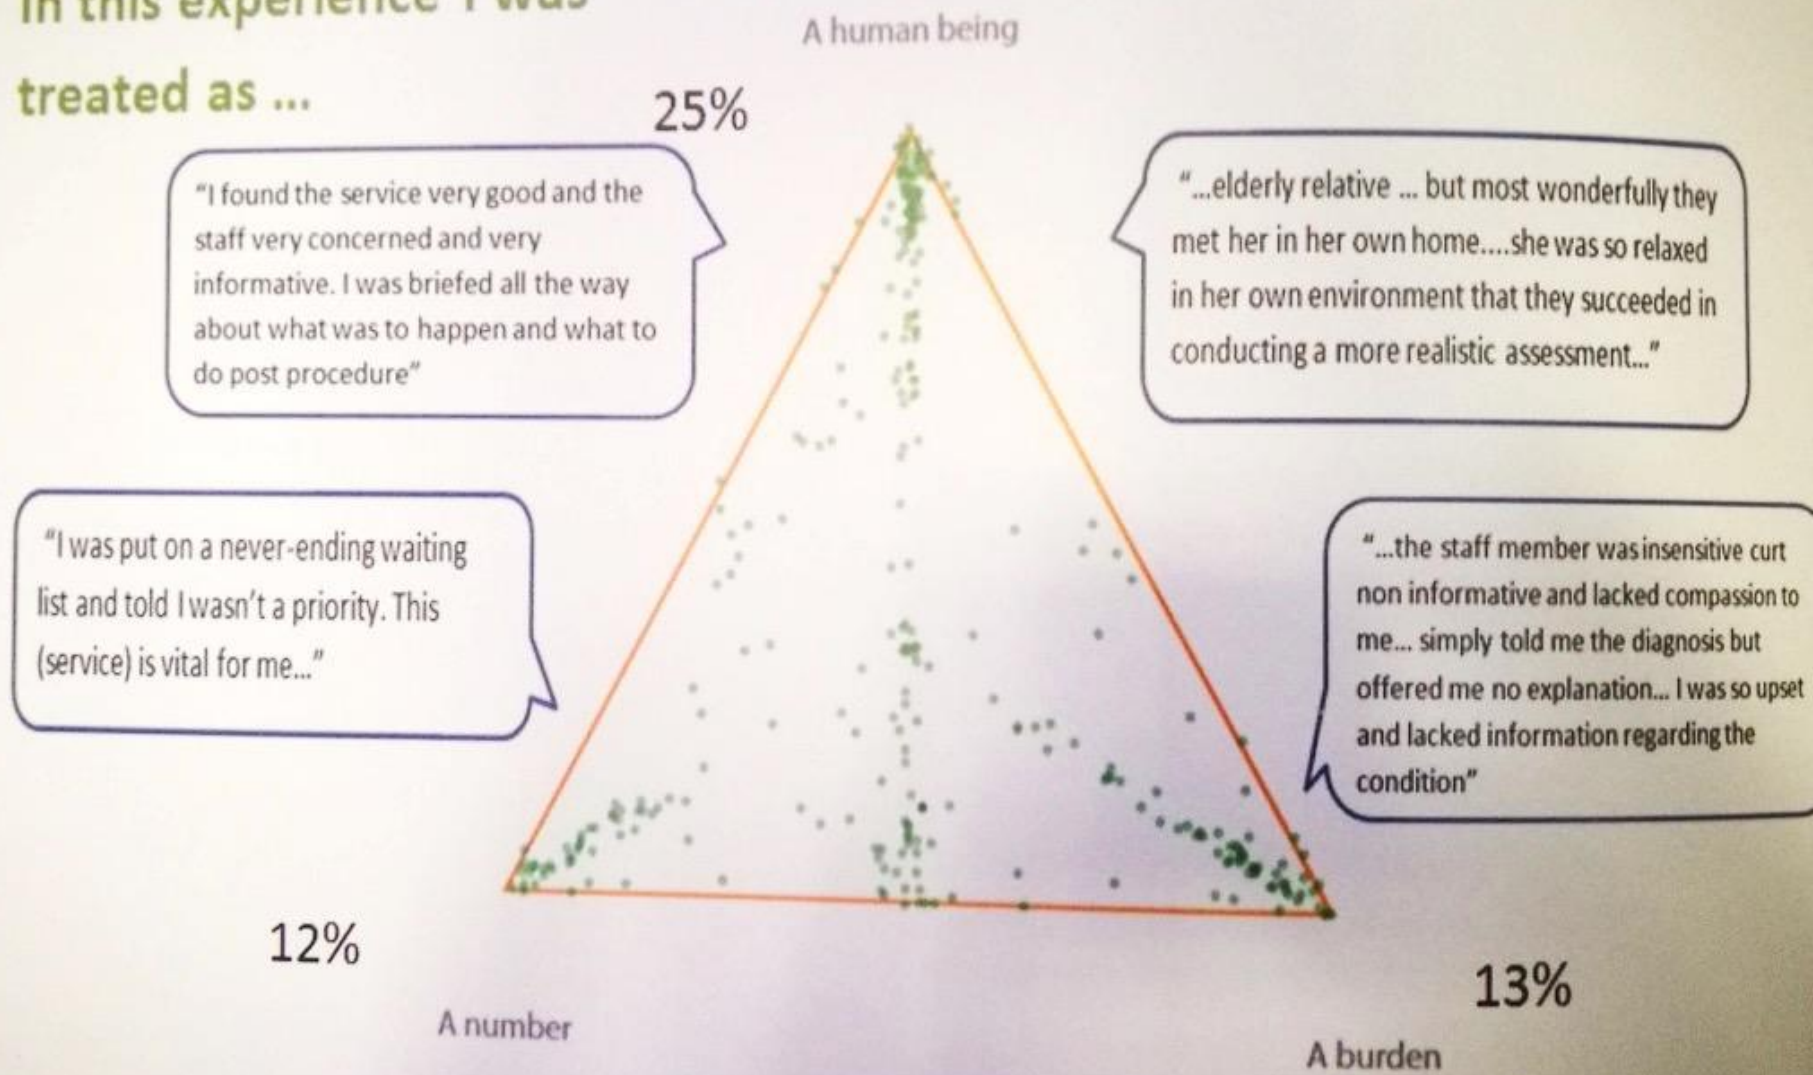 In this experience I was
treated as ...
A human being
25%
“I found the service very good and the
staff very concerned and very
informative. I was briefed all the way
about what was to happen and what to
do post procedure”
“...elderly relative ... but most wonderfully they
met her in her own home....she was so relaxed
in her own environment that they succeeded in
conducting a more realistic assessment...”
“I was put on a never-ending waiting
list and told I wasn’t a priority. This
(service) is vital for me...”
“...the staff member was insensitive curt
non informative and lacked compassion to
me... simply told me the diagnosis but
offered me no explanation... I was so upset
and lacked information regarding the
condition”
12%
A number
13%
A burden